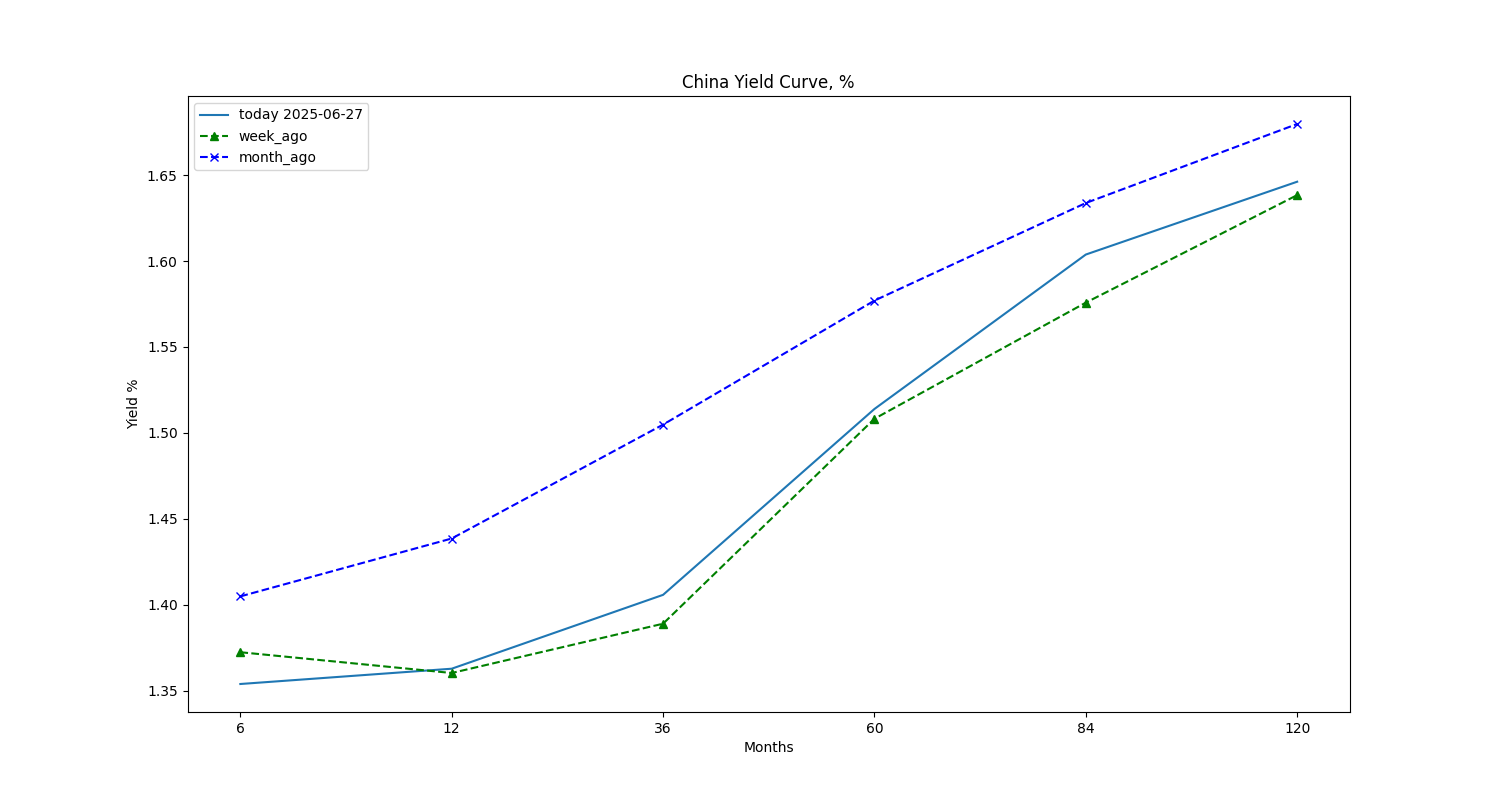 China Yield Curve, %
today 2025-06-27
week_ago
month_ago
1.65
1.60
1.55
1.50
1.45
1.40
1.35
Yield %
6 12 36 60 84 120
Months